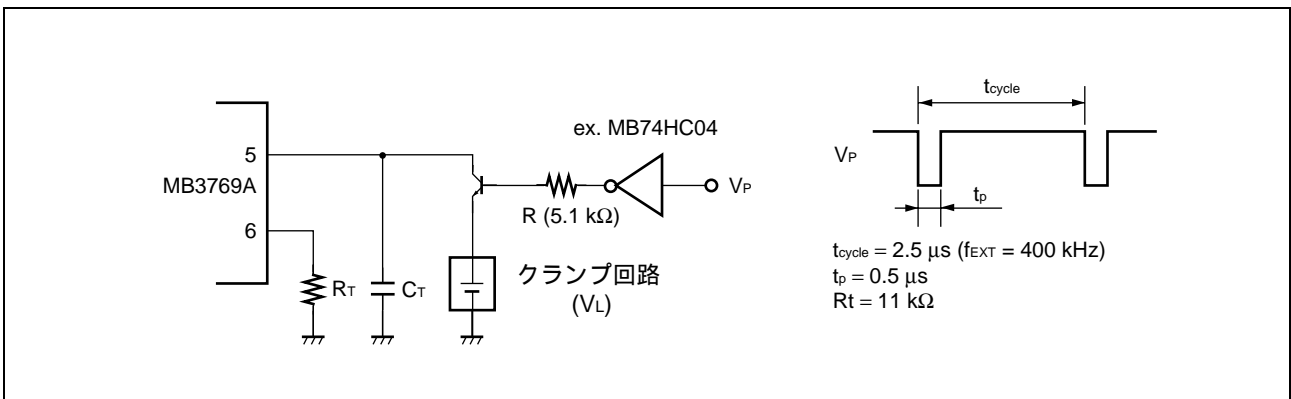 5
MB3769A
6
RT
CT
ex. MB74HC04
R (5.1 kΩ)
VP
クランプ回路
(VL)
tcycle
VP
tp
tcycle = 2.5 μs (fEXT = 400 kHz)
tp = 0.5 μs
Rt = 11 kΩ